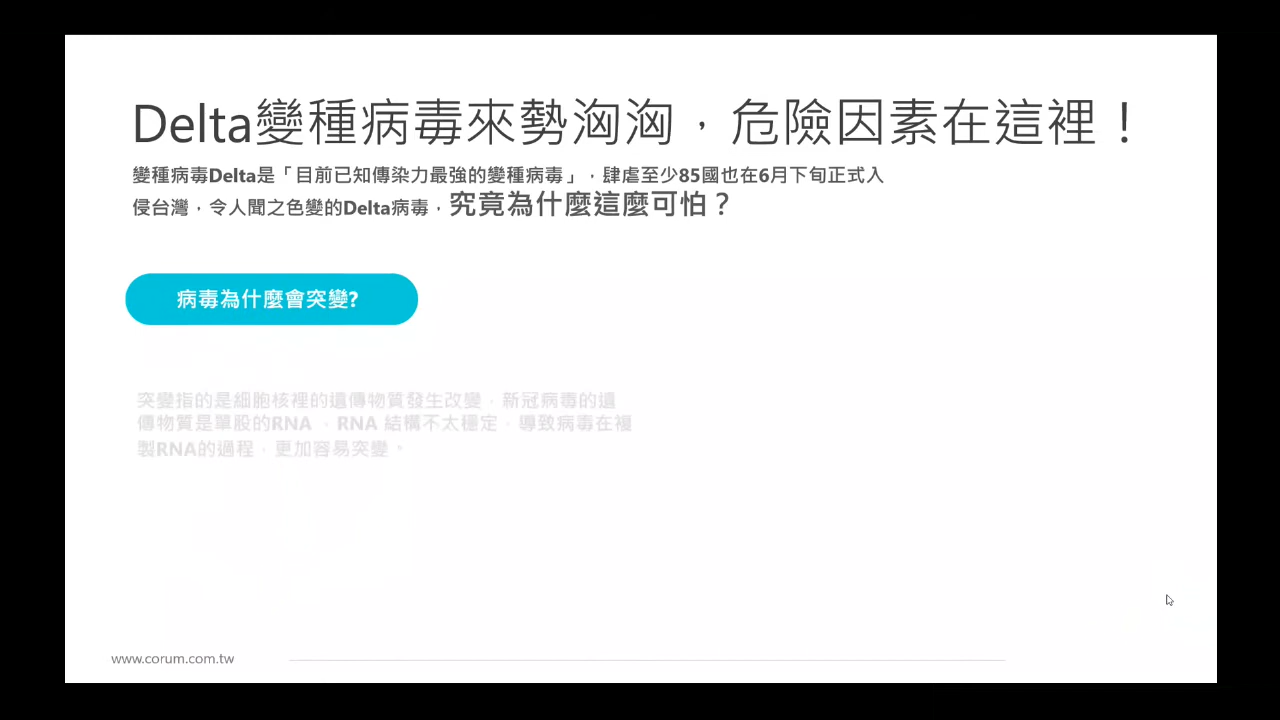 Delta變種病毒來勢洶洶，危險因素在這裡！
變種病毒Delta是「目前已知傳染力最強的變種病毒」，肆虐至少85國也在6月下旬正式入
侵台灣，令人聞之色變的Delta病毒，究竟為什麼這麼可怕？
病毒為什麼會突變?
突變指的是細胞核裡的遺傳物質發生改變，新冠病毒的遺
傳物質是單股的RNA ，RNA 結構不太穩定，導致病毒在複
製RNA的過程，更加容易突變。
www.corum.com.tw